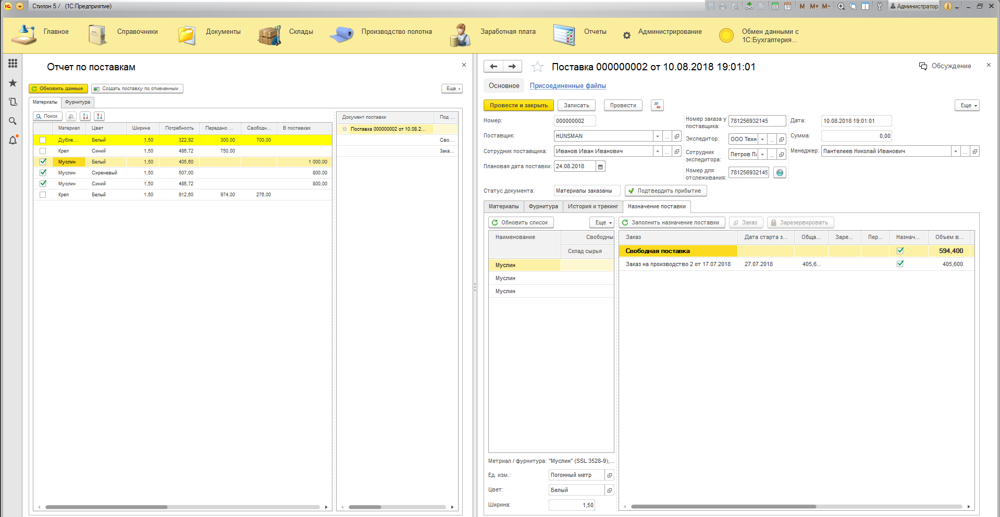 Стилон 5 / (1С:Предприятие)
M M+ M- Администратор
Главное
Справочники
Документы
Склады
Производство полотна
Заработная плата
Отчеты
Администрирование
Обмен данными с
1С:Бухгалтерия...
Отчет по поставкам
Обновить данные
Создать поставку по отмеченным
Еще
Материалы
Фурнитура
Поиск
Материал Цвет Ширина Потребность Передано ... Свободн... В поставках
Дубле... Белый 1,50 322,92 300,00 700,00
Креп Синий 1,50 486,72 750,00
Муслин Белый 1,50 405,60 1 000,00
Муслин Сиреневый 1,50 507,00 800,00
Муслин Синий 1,50 486,72 800,00
Креп Белый 1,50 912,60 974,00 276,00
Документ поставки Под ...
Поставка 000000002 от 10.08.2...
Сво...
Зака...
Поставка 000000002 от 10.08.2018 19:01:01
Обсуждение
Основное
Присоединенные файлы
Провести и закрыть
Записать
Провести
Дт
Кт
Еще
Номер: 000000002
Номер заказа у
поставщика: 781256932145
Дата: 10.08.2018 19:01:01
Поставщик: HUNSMAN
Экспедитор: ООО Техн
Сумма: 0,00
Сотрудник поставщика: Иванов Иван Иванович
Сотрудник
экспедитора: Петров П
Менеджер: Пантелеев Николай Иванович
Плановая дата поставки: 24.08.2018
Номер для
отслеживания: 781256932145
Статус документа: Материалы заказаны
Подтвердить прибытие
Материалы
Фурнитура
История и трекинг
Назначение поставки
Обновить список
Еще
Заполнить назначение поставки
Заказ
Зарезервировать
Наименование Свободны
Склад сырья
Муслин
Муслин
Муслин
Заказ Дата старта з... Обща... Заре... Пер... Назнач... Объем в...
Свободная поставка 594,400
Заказ на производство 2 от 17.07.2018 27.07.2018 405,6... 405,600
Метриал / фурнитура: "Муслин" (SSL 3528-9),...
Ед. изм.: Погонный метр
Цвет: Белый
Ширина: 1,50